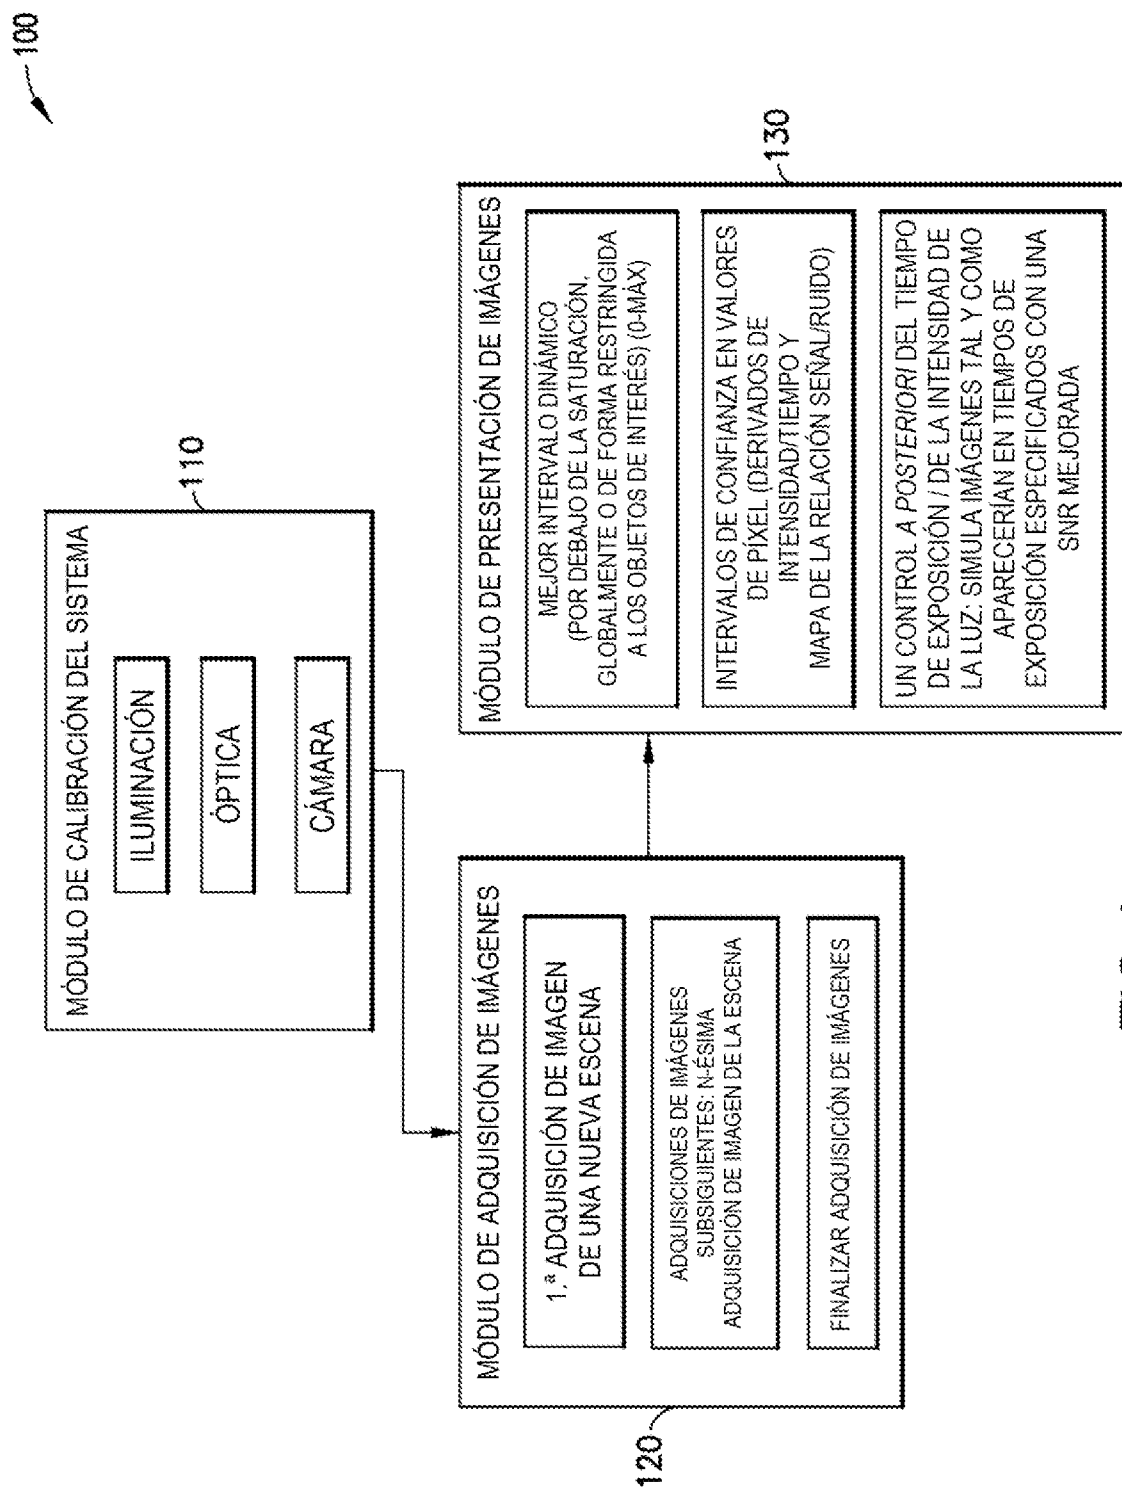 100
MÓDULO DE CALIBRACIÓN DEL SISTEMA
110
ILUMINACIÓN
ÓPTICA
CÁMARA
MÓDULO DE ADQUISICIÓN DE IMÁGENES
120
1.ª ADQUISICIÓN DE IMAGEN
DE UNA NUEVA ESCENA
ADQUISICIONES DE IMÁGENES
SUBSIGUIENTES: N-ÉSIMA
ADQUISICIÓN DE IMAGEN DE LA ESCENA
FINALIZAR ADQUISICIÓN DE IMÁGENES
MÓDULO DE PRESENTACIÓN DE IMÁGENES
130
MEJOR INTERVALO DINÁMICO
(POR DEBAJO DE LA SATURACIÓN,
GLOBALMENTE O DE FORMA RESTRINGIDA
A LOS OBJETOS DE INTERÉS) (0-MÁX)
INTERVALOS DE CONFIANZA EN VALORES
DE PÍXEL (DERIVADOS DE
INTENSIDAD/TIEMPO Y
MAPA DE LA RELACIÓN SEÑAL/RUIDO)
UN CONTROL A POSTERIORI DEL TIEMPO
DE EXPOSICIÓN / DE LA INTENSIDAD DE
LA LUZ: SIMULA IMÁGENES TAL Y COMO
APARECERÍAN EN TIEMPOS DE
EXPOSICIÓN ESPECIFICADOS CON UNA
SNR MEJORADA